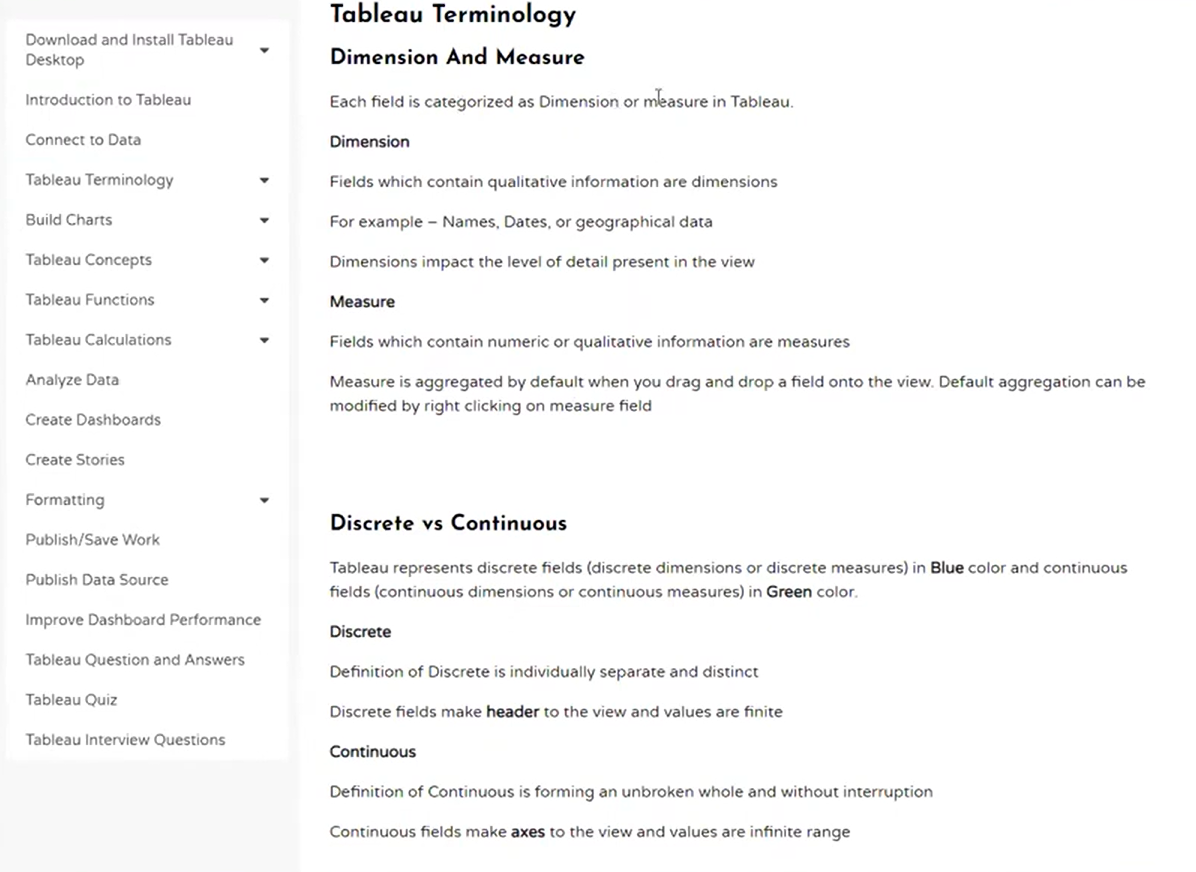 Download and Install Tableau
Desktop
Introduction to Tableau
Connect to Data
Tableau Terminology
Build Charts
Tableau Concepts
Tableau Functions
Tableau Calculations
Analyze Data
Create Dashboards
Create Stories
Formatting
Publish/Save Work
Publish Data Source
Improve Dashboard Performance
Tableau Question and Answers
Tableau Quiz
Tableau Interview Questions
Tableau Terminology
Dimension And Measure
Each field is categorized as Dimension or measure in Tableau.
Dimension
Fields which contain qualitative information are dimensions
For example – Names, Dates, or geographical data
Dimensions impact the level of detail present in the view
Measure
Fields which contain numeric or qualitative information are measures
Measure is aggregated by default when you drag and drop a field onto the view. Default aggregation can be
modified by right clicking on measure field
Discrete vs Continuous
Tableau represents discrete fields (discrete dimensions or discrete measures) in Blue color and continuous
fields (continuous dimensions or continuous measures) in Green color.
Discrete
Definition of Discrete is individually separate and distinct
Discrete fields make header to the view and values are finite
Continuous
Definition of Continuous is forming an unbroken whole and without interruption
Continuous fields make axes to the view and values are infinite range